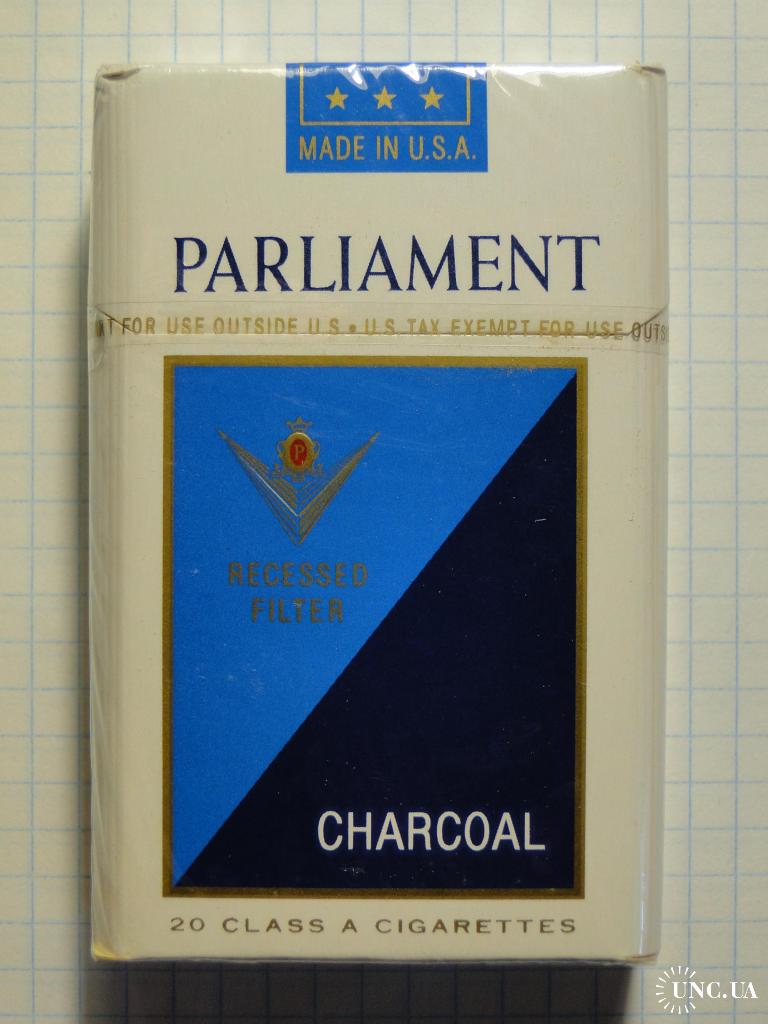 MADE IN U.S.A.
PARLIAMENT
FOR USE OUTSIDE U.S. • U.S. TAX EXEMPT FOR USE
P
RECESSED
FILTER
CHARCOAL
20 CLASS A CIGARETTES
UNC.UA